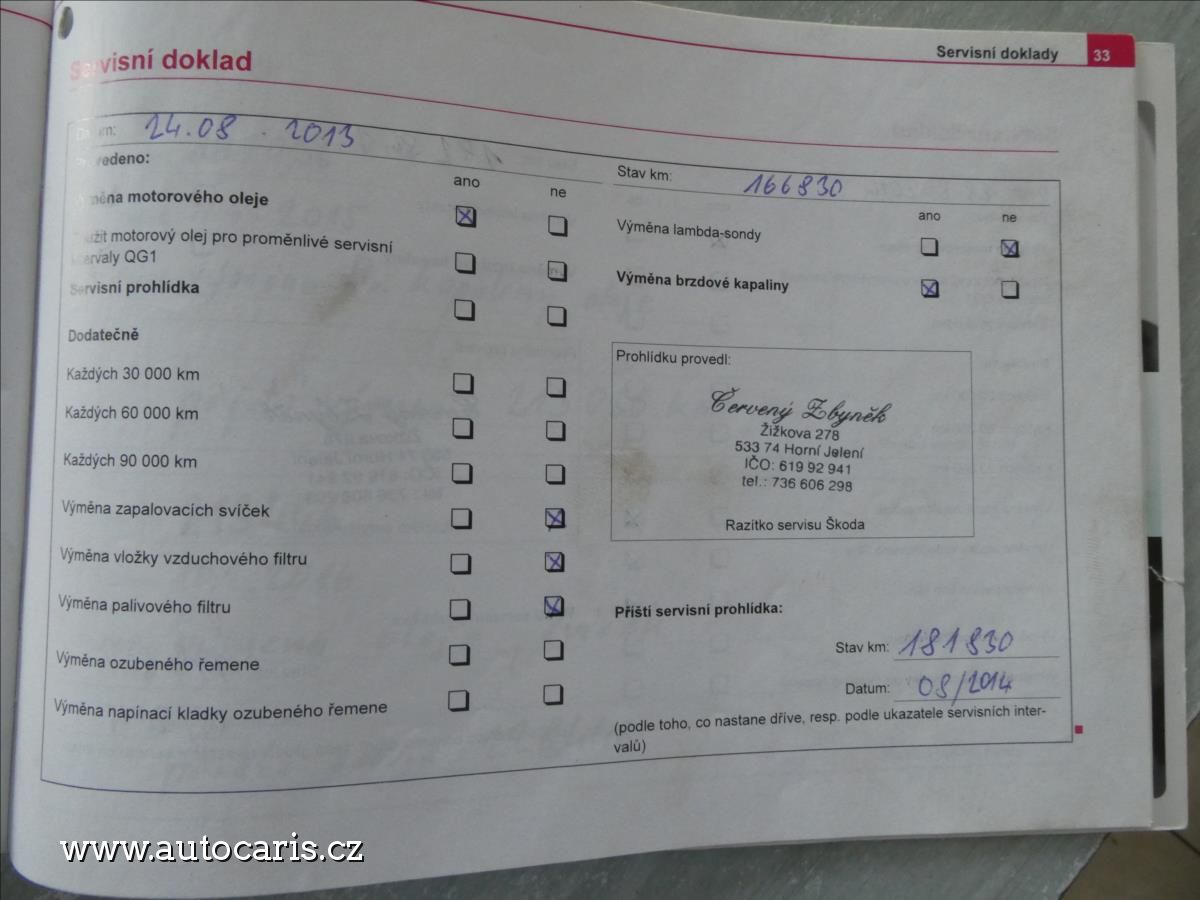 Servisní doklady 33
Servisní doklad
24.08. 2013
Stav km: 166830
ano ne
ano ne
Výměna motorového oleje
motorový olej pro proměnlivé servisní
intervaly QG1
Servisní prohlídka
Dodatečně
Každých 30 000 km
Každých 60 000 km
Každých 90 000 km
Výměna zapalovacích svíček
Výměna vložky vzduchového filtru
Výměna palivového filtru
Výměna ozubeného řemene
Výměna napínací kladky ozubeného řemene
Výměna lambda-sondy
Výměna brzdové kapaliny
Prohlídku provedl:
Červený Zbyněk
Žižkova 278
533 74 Horní Jelení
IČO: 619 92 941
tel.: 736 606 298
Razítko servisu Škoda
Příští servisní prohlídka:
Stav km: 181830
Datum: 08/2014
(podle toho, co nastane dříve, resp. podle ukazatele servisních inter-
valů)
www.autocaris.cz